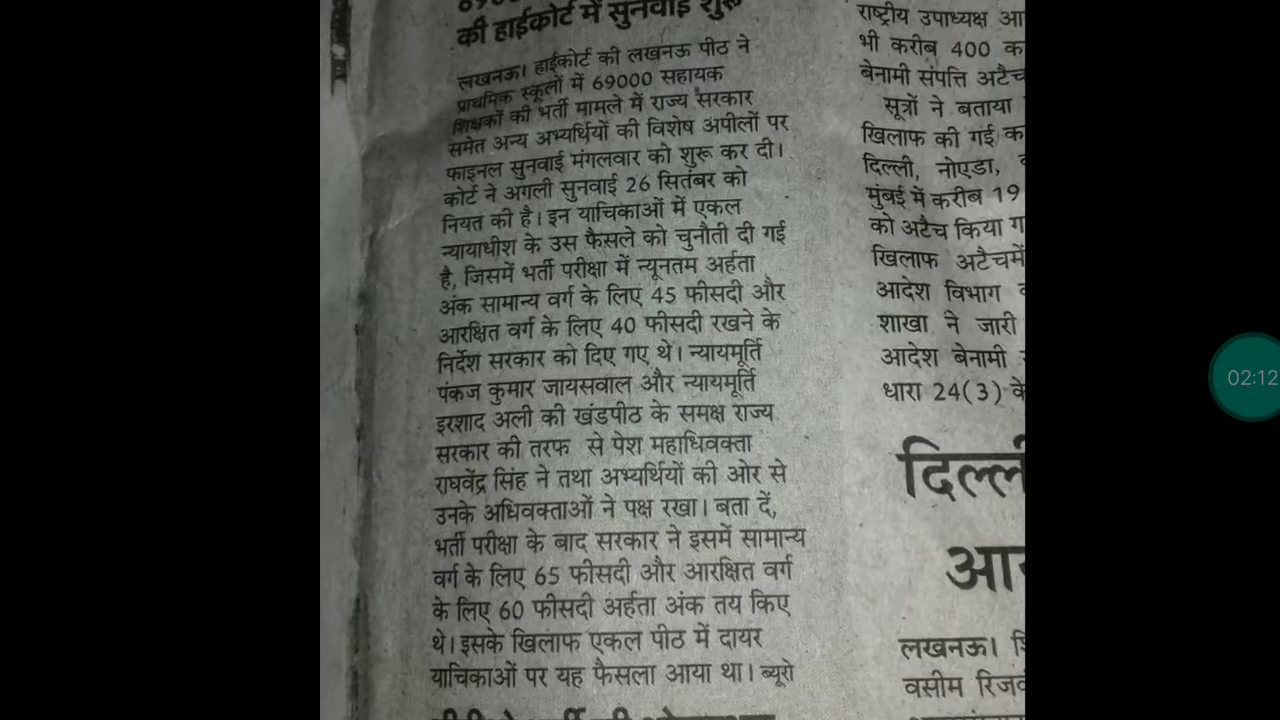 की हाईकोर्ट में सुनवाई शुरू
लखनऊ। हाईकोर्ट की लखनऊ पीठ ने
प्राथमिक स्कूलों में 69000 सहायक
शिक्षकों की भर्ती मामले में राज्य सरकार
समेत अन्य अभ्यर्थियों की विशेष अपीलों पर
फाइनल सुनवाई मंगलवार को शुरू कर दी।
कोर्ट ने अगली सुनवाई 26 सितंबर को
नियत की है। इन याचिकाओं में एकल
न्यायाधीश के उस फैसले को चुनौती दी गई
है, जिसमें भर्ती परीक्षा में न्यूनतम अर्हता
अंक सामान्य वर्ग के लिए 45 फीसदी और
आरक्षित वर्ग के लिए 40 फीसदी रखने के
निर्देश सरकार को दिए गए थे। न्यायमूर्ति
पंकज कुमार जायसवाल और न्यायमूर्ति
इरशाद अली की खंडपीठ के समक्ष राज्य
सरकार की तरफ से पेश महाधिवक्ता
राघवेंद्र सिंह ने तथा अभ्यर्थियों की ओर से
उनके अधिवक्ताओं ने पक्ष रखा। बता दें,
भर्ती परीक्षा के बाद सरकार ने इसमें सामान्य
वर्ग के लिए 65 फीसदी और आरक्षित वर्ग
के लिए 60 फीसदी अर्हता अंक तय किए
थे। इसके खिलाफ एकल पीठ में दायर
याचिकाओं पर यह फैसला आया था। ब्यूरो
राष्ट्रीय उपाध्यक्ष
भी करीब 400
बेनामी संपत्ति अटैच
सूत्रों ने बताया
खिलाफ की गई
दिल्ली, नोएडा,
मुंबई में करीब 19
को अटैच किया
खिलाफ
आदेश विभाग
शाखा ने जारी
आदेश बेनामी
धारा 24(3) के
लखनऊ।
वसीम
02:12